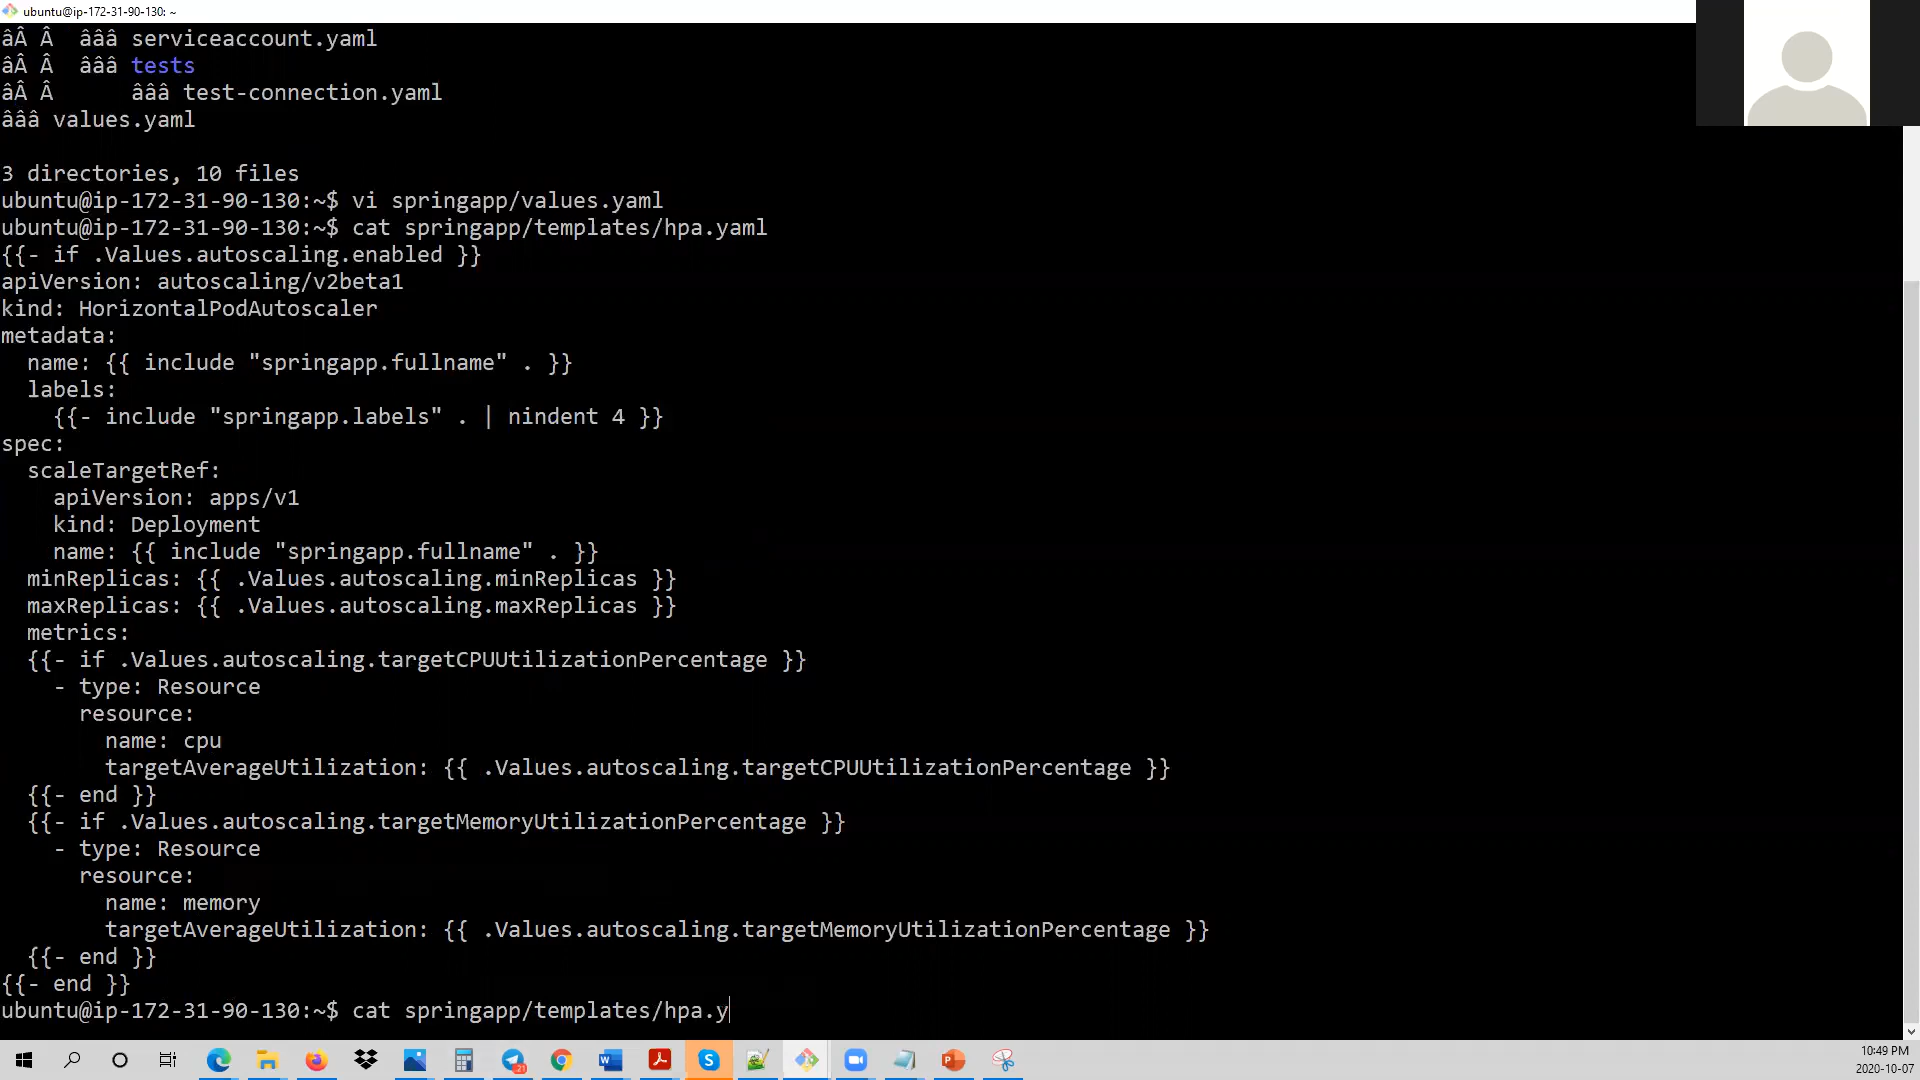 ubuntu@ip-172-31-90-130: ~
âÂ Â  âââ serviceaccount.yaml
âÂ Â  âââ tests
âÂ Â      âââ test-connection.yaml
âââ values.yaml
3 directories, 10 files
ubuntu@ip-172-31-90-130:~$ vi springapp/values.yaml
ubuntu@ip-172-31-90-130:~$ cat springapp/templates/hpa.yaml
{{- if .Values.autoscaling.enabled }}
apiVersion: autoscaling/v2beta1
kind: HorizontalPodAutoscaler
metadata:
  name: {{ include "springapp.fullname" . }}
  labels:
    {{- include "springapp.labels" . | nindent 4 }}
spec:
  scaleTargetRef:
    apiVersion: apps/v1
    kind: Deployment
    name: {{ include "springapp.fullname" . }}
  minReplicas: {{ .Values.autoscaling.minReplicas }}
  maxReplicas: {{ .Values.autoscaling.maxReplicas }}
  metrics:
  {{- if .Values.autoscaling.targetCPUUtilizationPercentage }}
    - type: Resource
      resource:
        name: cpu
        targetAverageUtilization: {{ .Values.autoscaling.targetCPUUtilizationPercentage }}
  {{- end }}
  {{- if .Values.autoscaling.targetMemoryUtilizationPercentage }}
    - type: Resource
      resource:
        name: memory
        targetAverageUtilization: {{ .Values.autoscaling.targetMemoryUtilizationPercentage }}
  {{- end }}
{{- end }}
ubuntu@ip-172-31-90-130:~$ cat springapp/templates/hpa.y
10:49 PM
2020-10-07